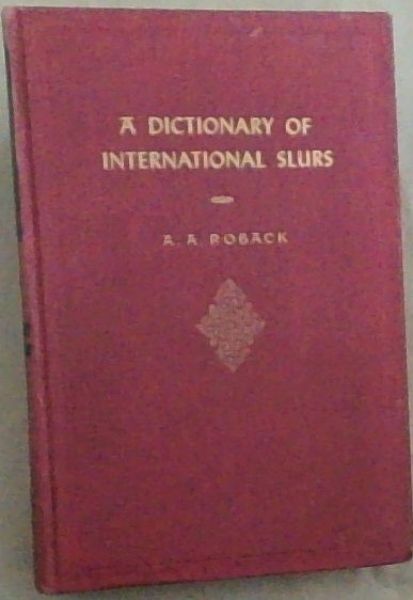 A DICTIONARY OF
INTERNATIONAL SLURS
A. A. ROBACK